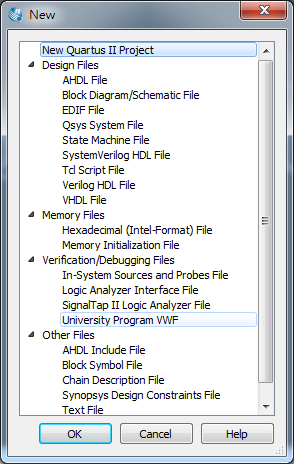 New
New Quartus II Project
Design Files
AHDL File
Block Diagram/Schematic File
EDIF File
Qsys System File
State Machine File
SystemVerilog HDL File
Tcl Script File
Verilog HDL File
VHDL File
Memory Files
Hexadecimal (Intel-Format) File
Memory Initialization File
Verification/Debugging Files
In-System Sources and Probes File
Logic Analyzer Interface File
SignalTap II Logic Analyzer File
University Program VWF
Other Files
AHDL Include File
Block Symbol File
Chain Description File
Synopsys Design Constraints File
Text File
OK Cancel Help